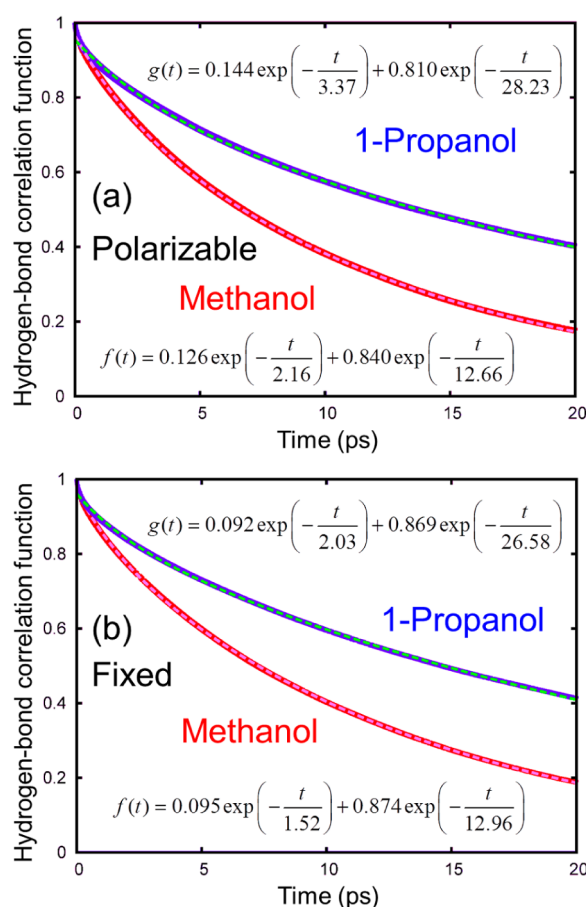 1
g(t) = 0.144 exp(−t/3.37) + 0.810 exp(−t/28.23)
0.8
1-Propanol
0.6
(a)
0.4
Polarizable
Methanol
0.2
f(t) = 0.126 exp(−t/2.16) + 0.840 exp(−t/12.66)
0
0 5 10 15 20
Time (ps)
Hydrogen-bond correlation function
1
g(t) = 0.092 exp(−t/2.03) + 0.869 exp(−t/26.58)
0.8
1-Propanol
0.6
(b)
Fixed
0.4
Methanol
0.2
f(t) = 0.095 exp(−t/1.52) + 0.874 exp(−t/12.96)
0
0 5 10 15 20
Time (ps)
Hydrogen-bond correlation function